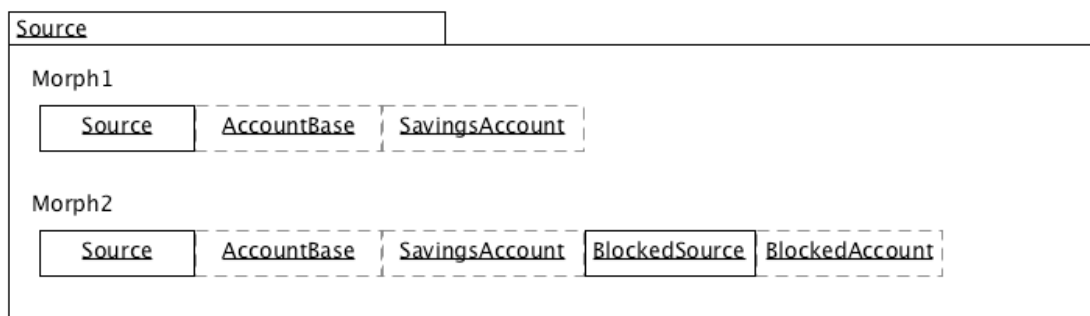 Source
Morph1
Source AccountBase SavingsAccount
Morph2
Source AccountBase SavingsAccount BlockedSource BlockedAccount